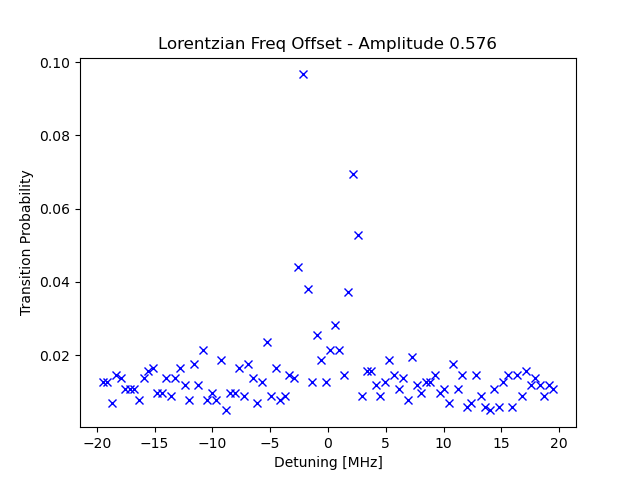 Lorentzian Freq Offset - Amplitude 0.576
0.10
0.08
0.06
0.04
0.02
Transition Probability
−20 −15 −10 −5 0 5 10 15 20
Detuning [MHz]